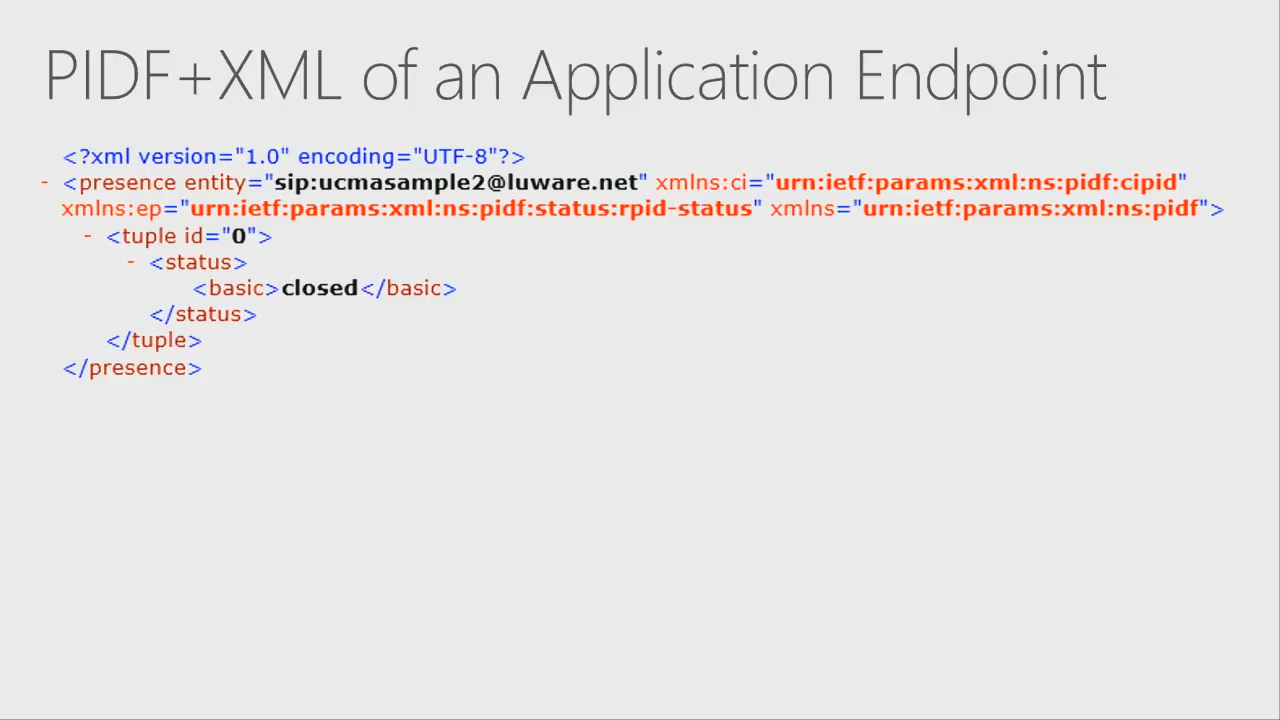 PIDF+XML of an Application Endpoint
<?xml version="1.0" encoding="UTF-8"?>
- <presence entity="sip:ucmasample2@luware.net" xmlns:ci="urn:ietf:params:xml:ns:pidf:cipid"
xmlns:ep="urn:ietf:params:xml:ns:pidf:status:rpid-status" xmlns="urn:ietf:params:xml:ns:pidf">
- <tuple id="0">
- <status>
<basic>closed</basic>
</status>
</tuple>
</presence>